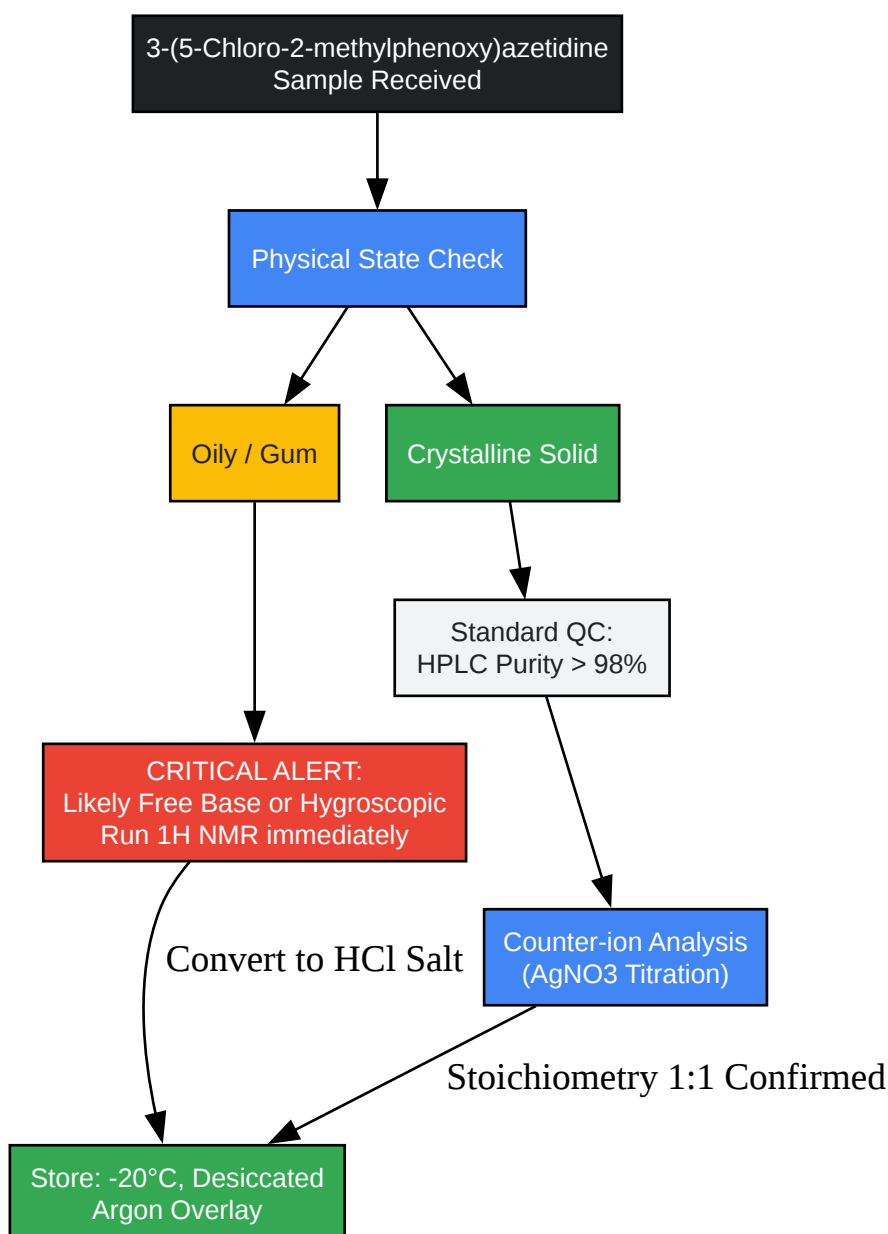 3-(5-Chloro-2-methylphenoxy)azetidine
Sample Received
Physical State Check
Oily / Gum
Crystalline Solid
Standard QC:
HPLC Purity > 98%
CRITICAL ALERT:
Likely Free Base or Hygroscopic
Run 1H NMR immediately
Counter-ion Analysis
(AgNO3 Titration)
Convert to HCl Salt
Stoichiometry 1:1 Confirmed
Store: -20°C, Desiccated
Argon Overlay